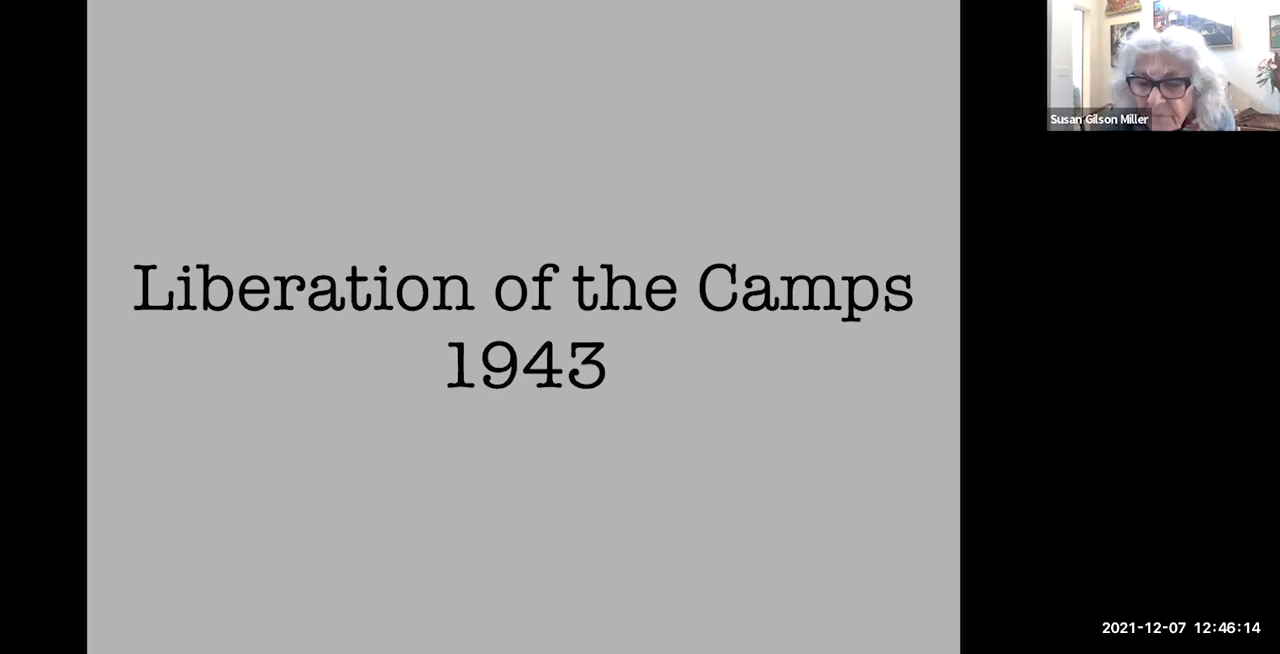 Liberation of the Camps
1943
Susan Gilson Miller
2021-12-07 12:46:14